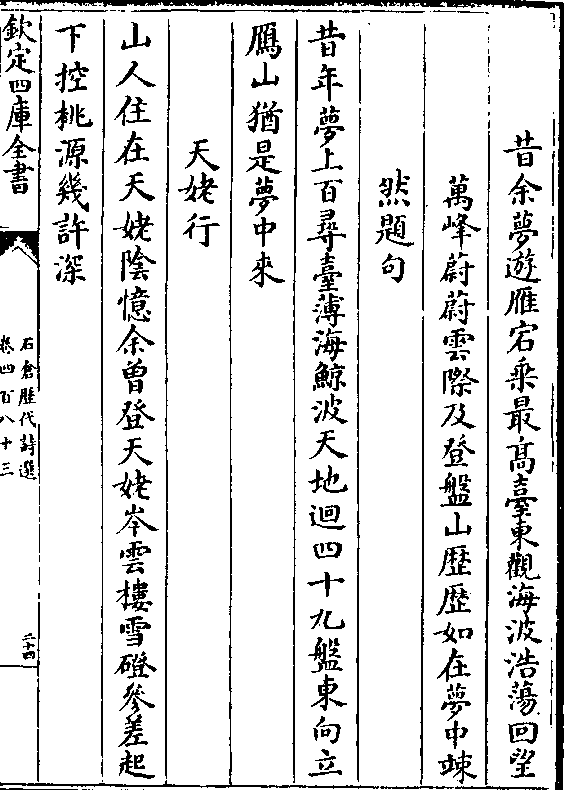 昔余夢遊雁宕乘最髙臺東觀海波浩蕩回望
萬峰蔚蔚雲際及登盤山歴歴如在夢中竦
然題句
昔年夢上百尋臺薄海鯨波天地迴四十九盤東向立
鴈山猶是夢中來
天姥行
山人住在天姥陰憶余曽登天姥岑雲樓雪磴參差起
下控桃源幾許深
欽定四庫全書
石倉歴代詩選
卷四百八十三
二十四